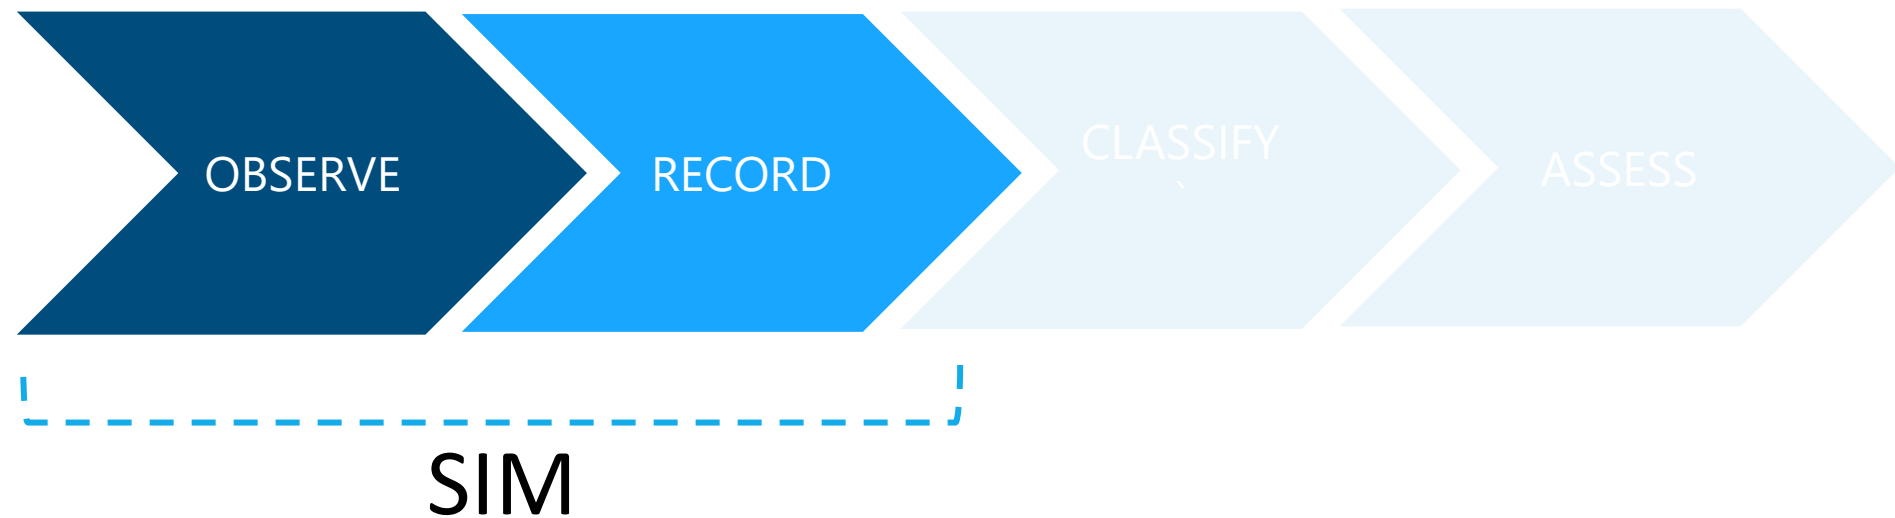 OBSERVE
RECORD
CLASSIFY
`
ASSESS
SIM